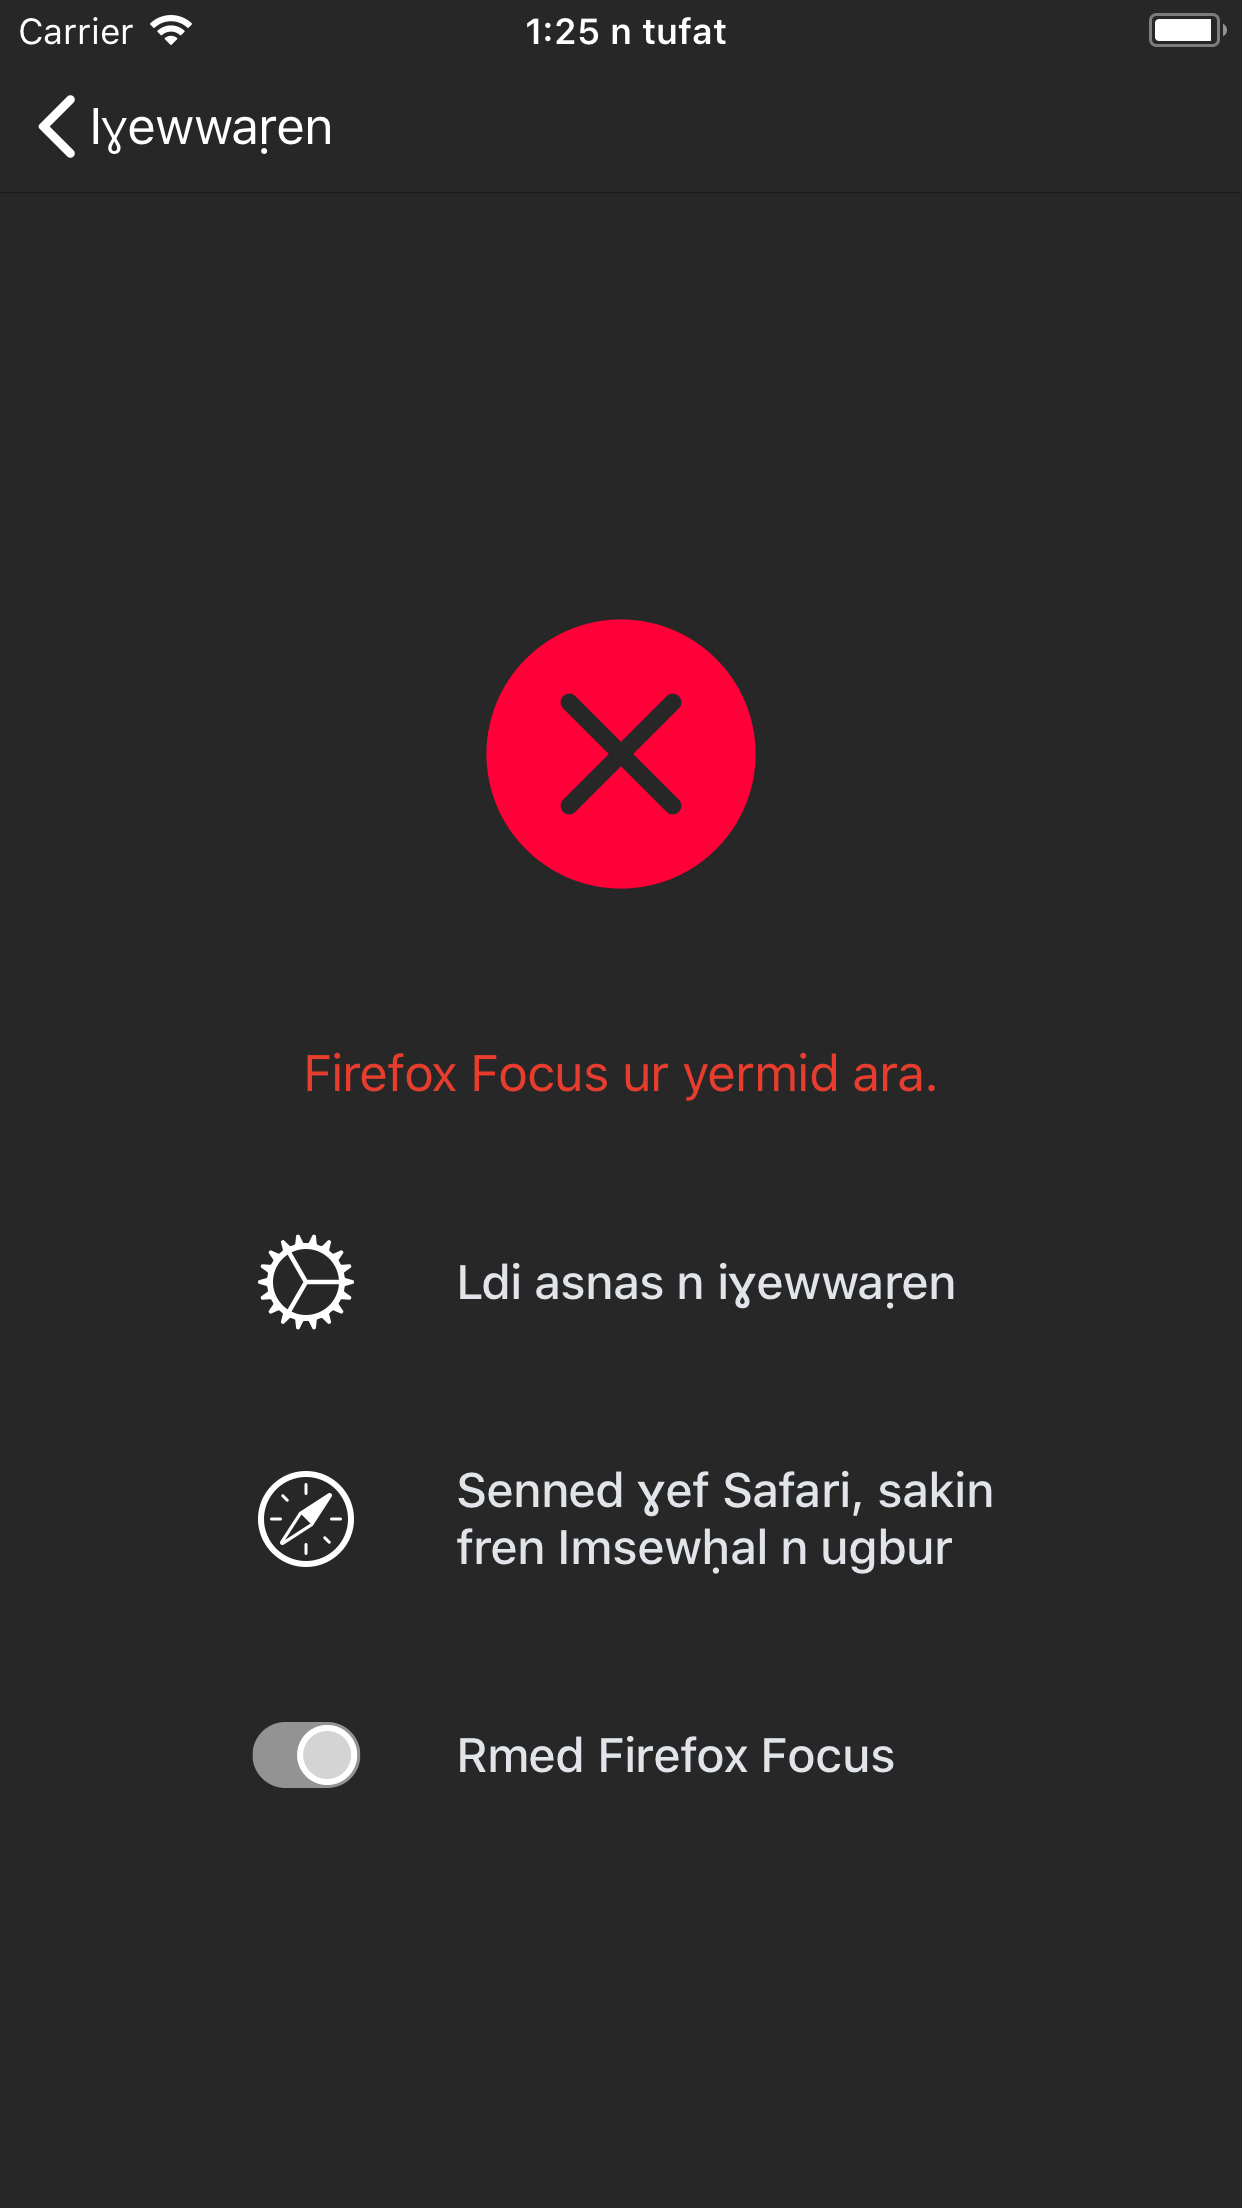 Carrier
1:25 n tufat
Iɣewwaṛen
Firefox Focus ur yermid ara.
Ldi asnas n iɣewwaṛen
Senned ɣef Safari, sakin
fren Imsewḥal n ugbur
Rmed Firefox Focus